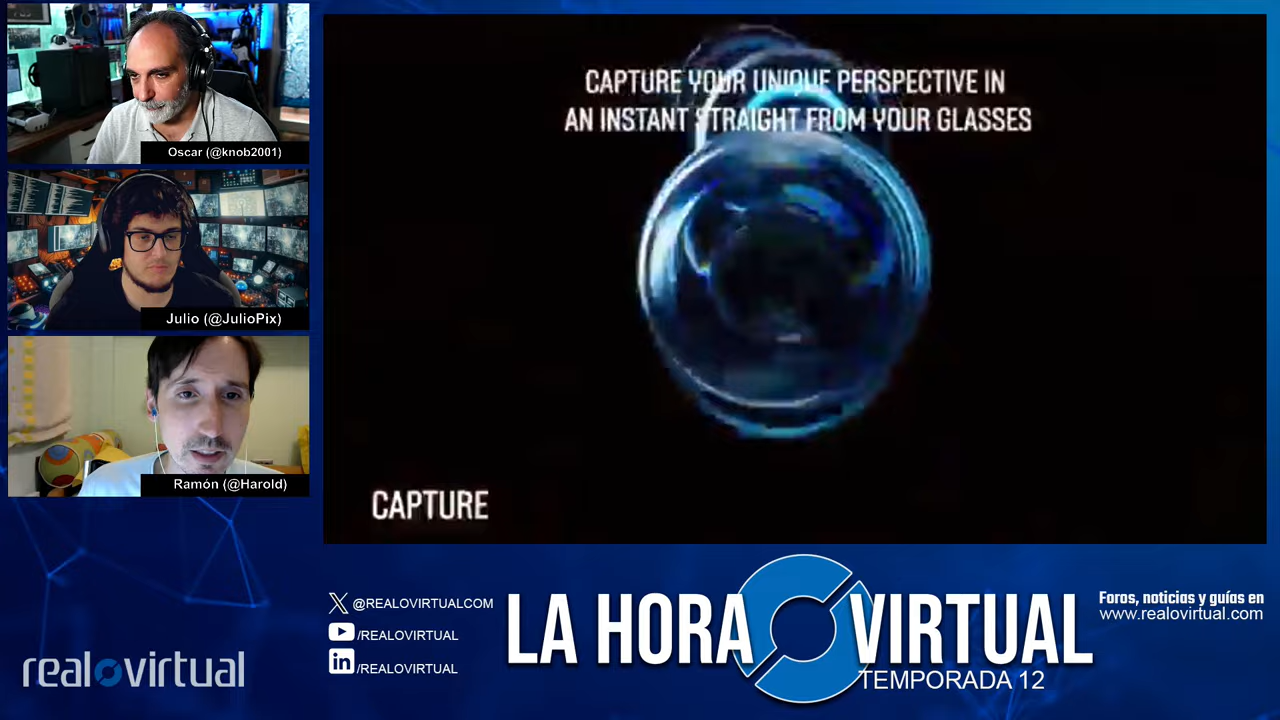 Oscar (@knob2001)
Julio (@JulioPix)
Ramón (@Harold)
CAPTURE YOUR UNIQUE PERSPECTIVE IN
AN INSTANT STRAIGHT FROM YOUR GLASSES
CAPTURE
realovirtual
@REALOVIRTUALCOM
/REALOVIRTUAL
/REALOVIRTUAL
LA HORA VIRTUAL
TEMPORADA 12
Foros, noticias y guías en
www.realovirtual.com